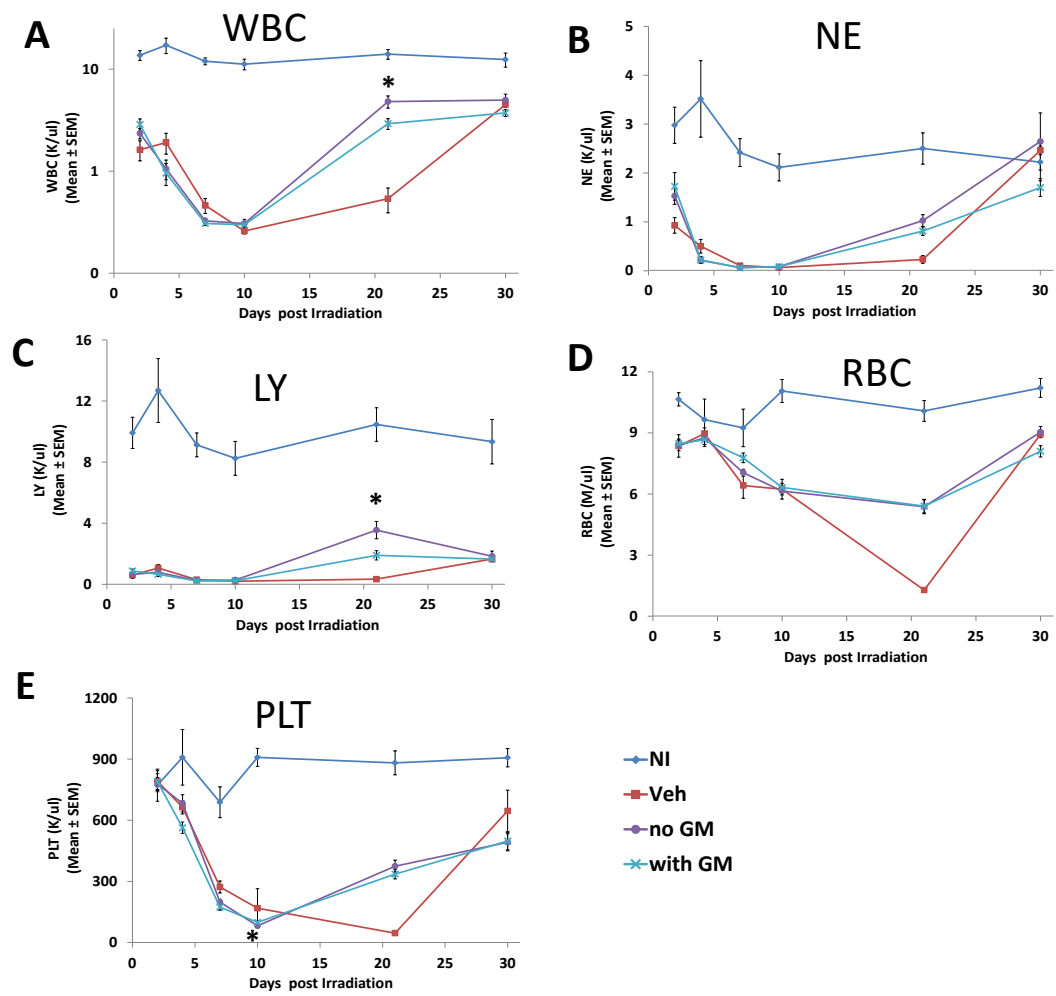 A
WBC
WBC (K/ul)
(Mean ± SEM)
10
1
0
0 5 10 15 20 25 30
Days post Irradiation
*
B
NE
NE (K/ul)
(Mean ± SEM)
5
4
3
2
1
0
0 5 10 15 20 25 30
Days post Irradiation
C
LY
LY (K/ul)
(Mean ± SEM)
16
12
8
4
0
0 5 10 15 20 25 30
Days post Irradiation
*
D
RBC
RBC (M/ul)
(Mean ± SEM)
12
9
6
3
0
0 5 10 15 20 25 30
Days post Irradiation
E
PLT
PLT (K/ul)
(Mean ± SEM)
1200
900
600
300
0
0 5 10 15 20 25 30
Days post Irradiation
*
NI
Veh
no GM
with GM